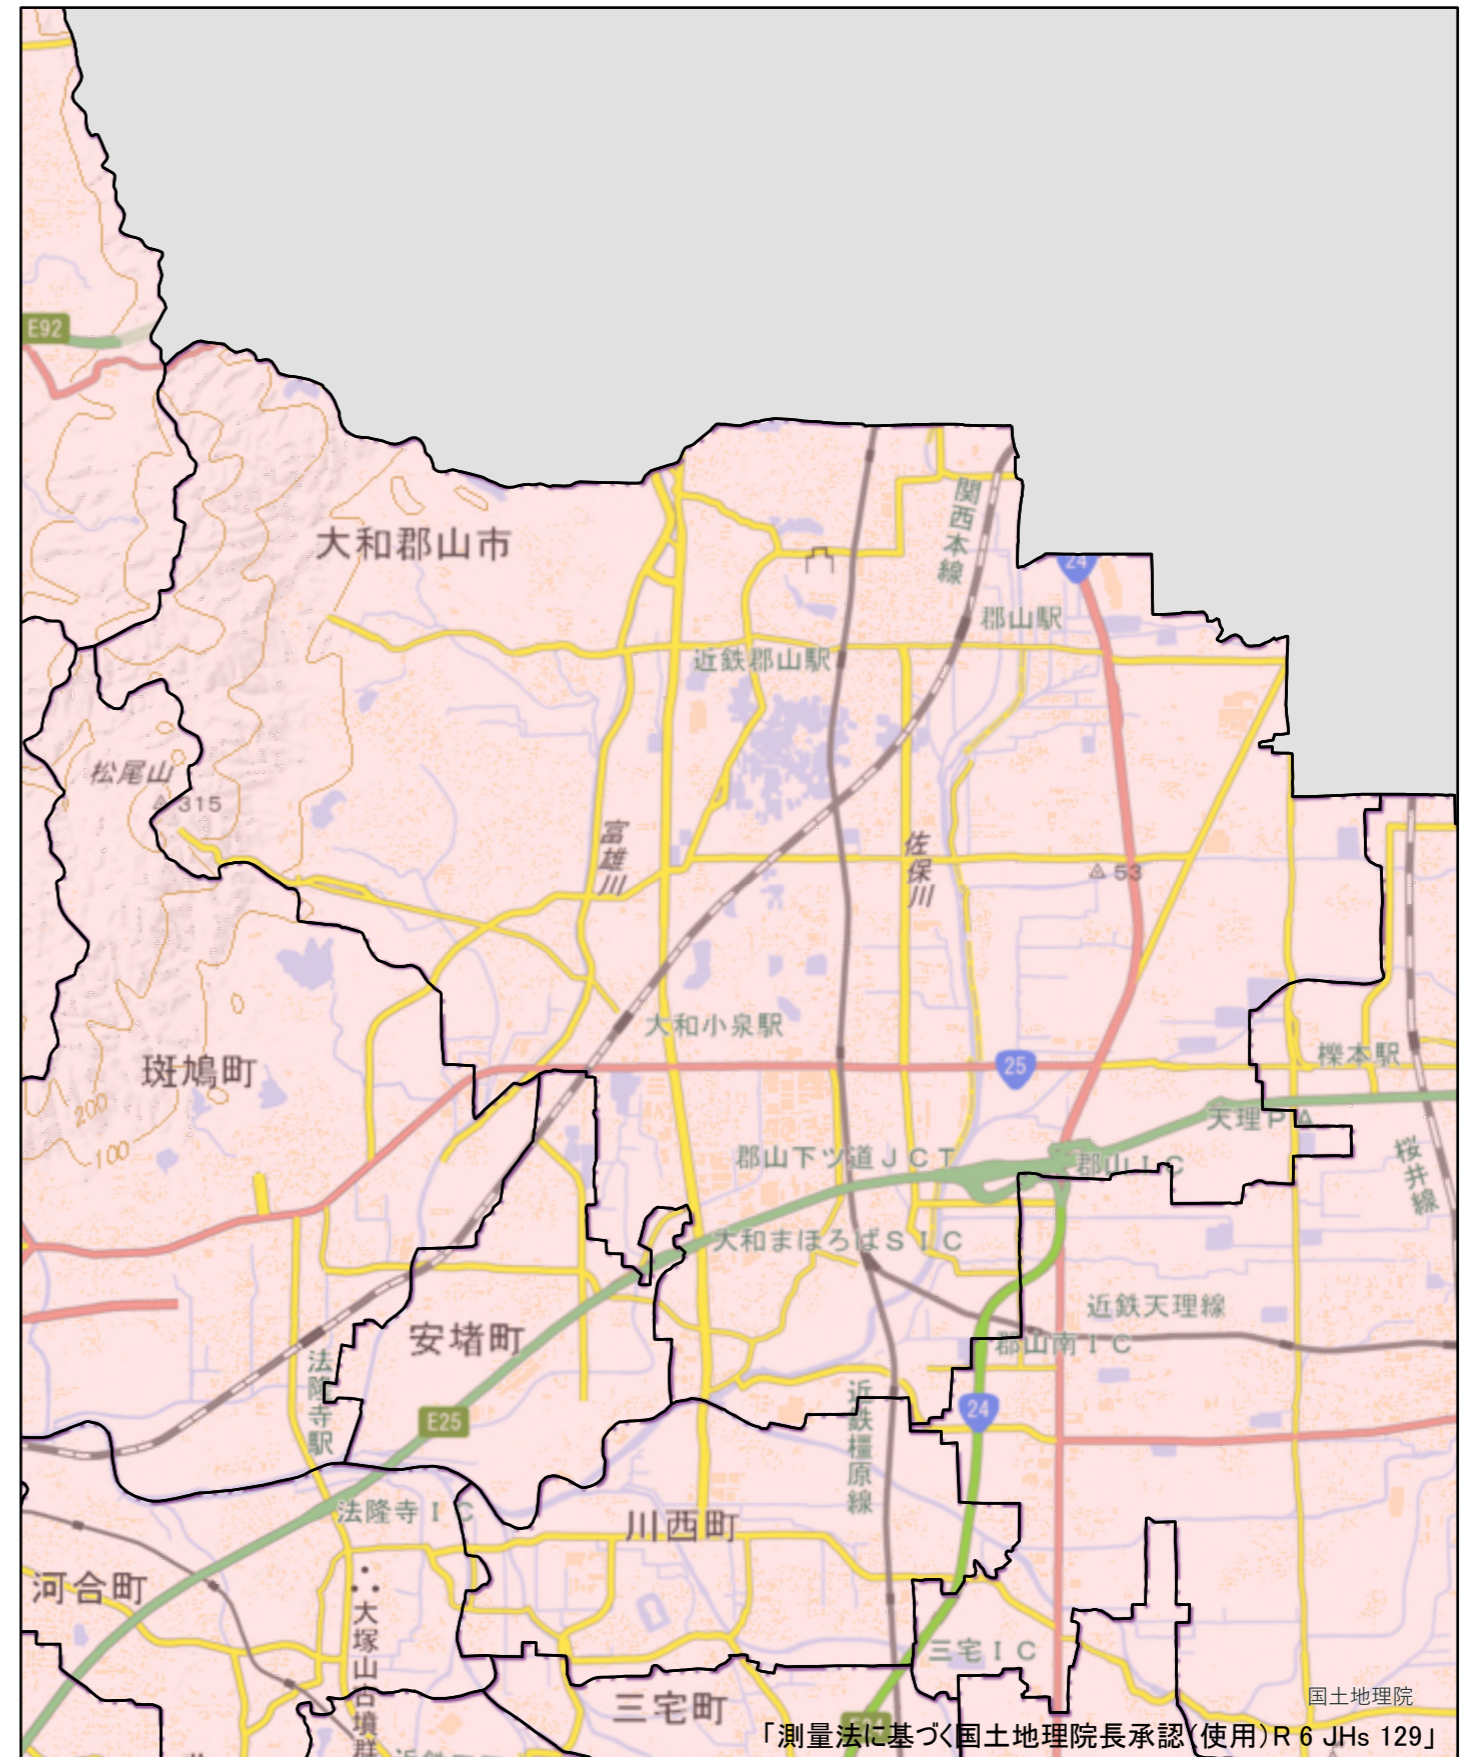 E92
大和郡山市
関西本線
24
郡山駅
近鉄郡山駅
松尾山
315
富雄川
佐保川
53
大和小泉駅
25
櫟本駅
斑鳩町
200
100
天理PA
郡山下ツ道JCT
郡山IC
桜井線
大和まほろばSIC
近鉄天理線
安堵町
郡山南IC
法隆寺駅
近鉄橿原線
24
E25
法隆寺IC
川西町
河合町
大塚山古墳群
三宅IC
三宅町
国土地理院
「測量法に基づく国土地理院長承認(使用)R 6 JHs 129」